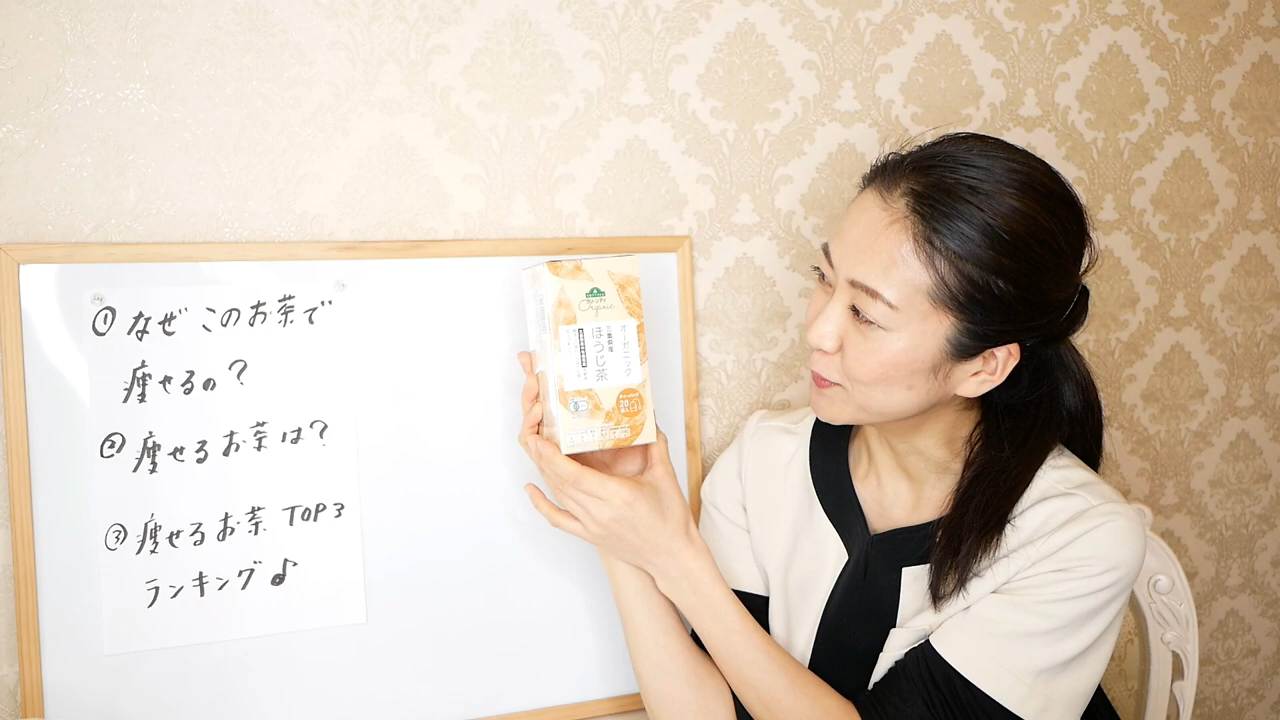 ① なぜ このお茶で
痩せるの？
② 痩せる お茶 は？
③ 痩せる お茶 TOP3
ランキング♪
Organic
オーガニック
ほうじ茶
20